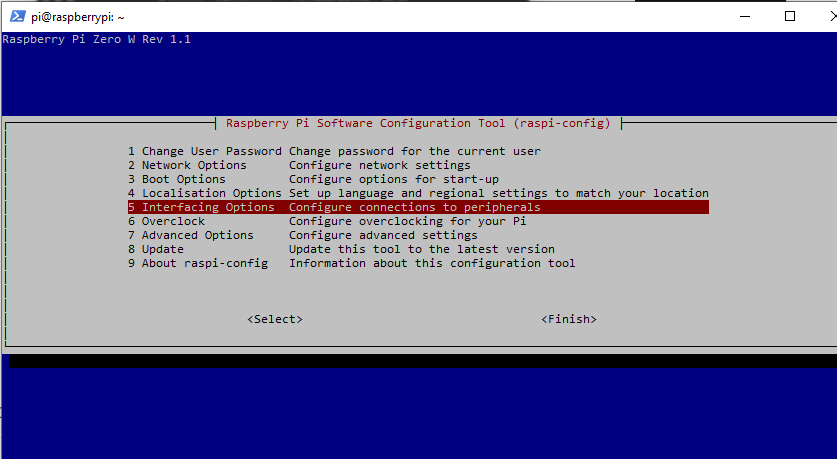 pi@raspberrypi: ~
Raspberry Pi Zero W Rev 1.1
Raspberry Pi Software Configuration Tool (raspi-config)
1 Change User Password Change password for the current user
2 Network Options Configure network settings
3 Boot Options Configure options for start-up
4 Localisation Options Set up language and regional settings to match your location
5 Interfacing Options Configure connections to peripherals
6 Overclock Configure overclocking for your Pi
7 Advanced Options Configure advanced settings
8 Update Update this tool to the latest version
9 About raspi-config Information about this configuration tool
<Select> <Finish>